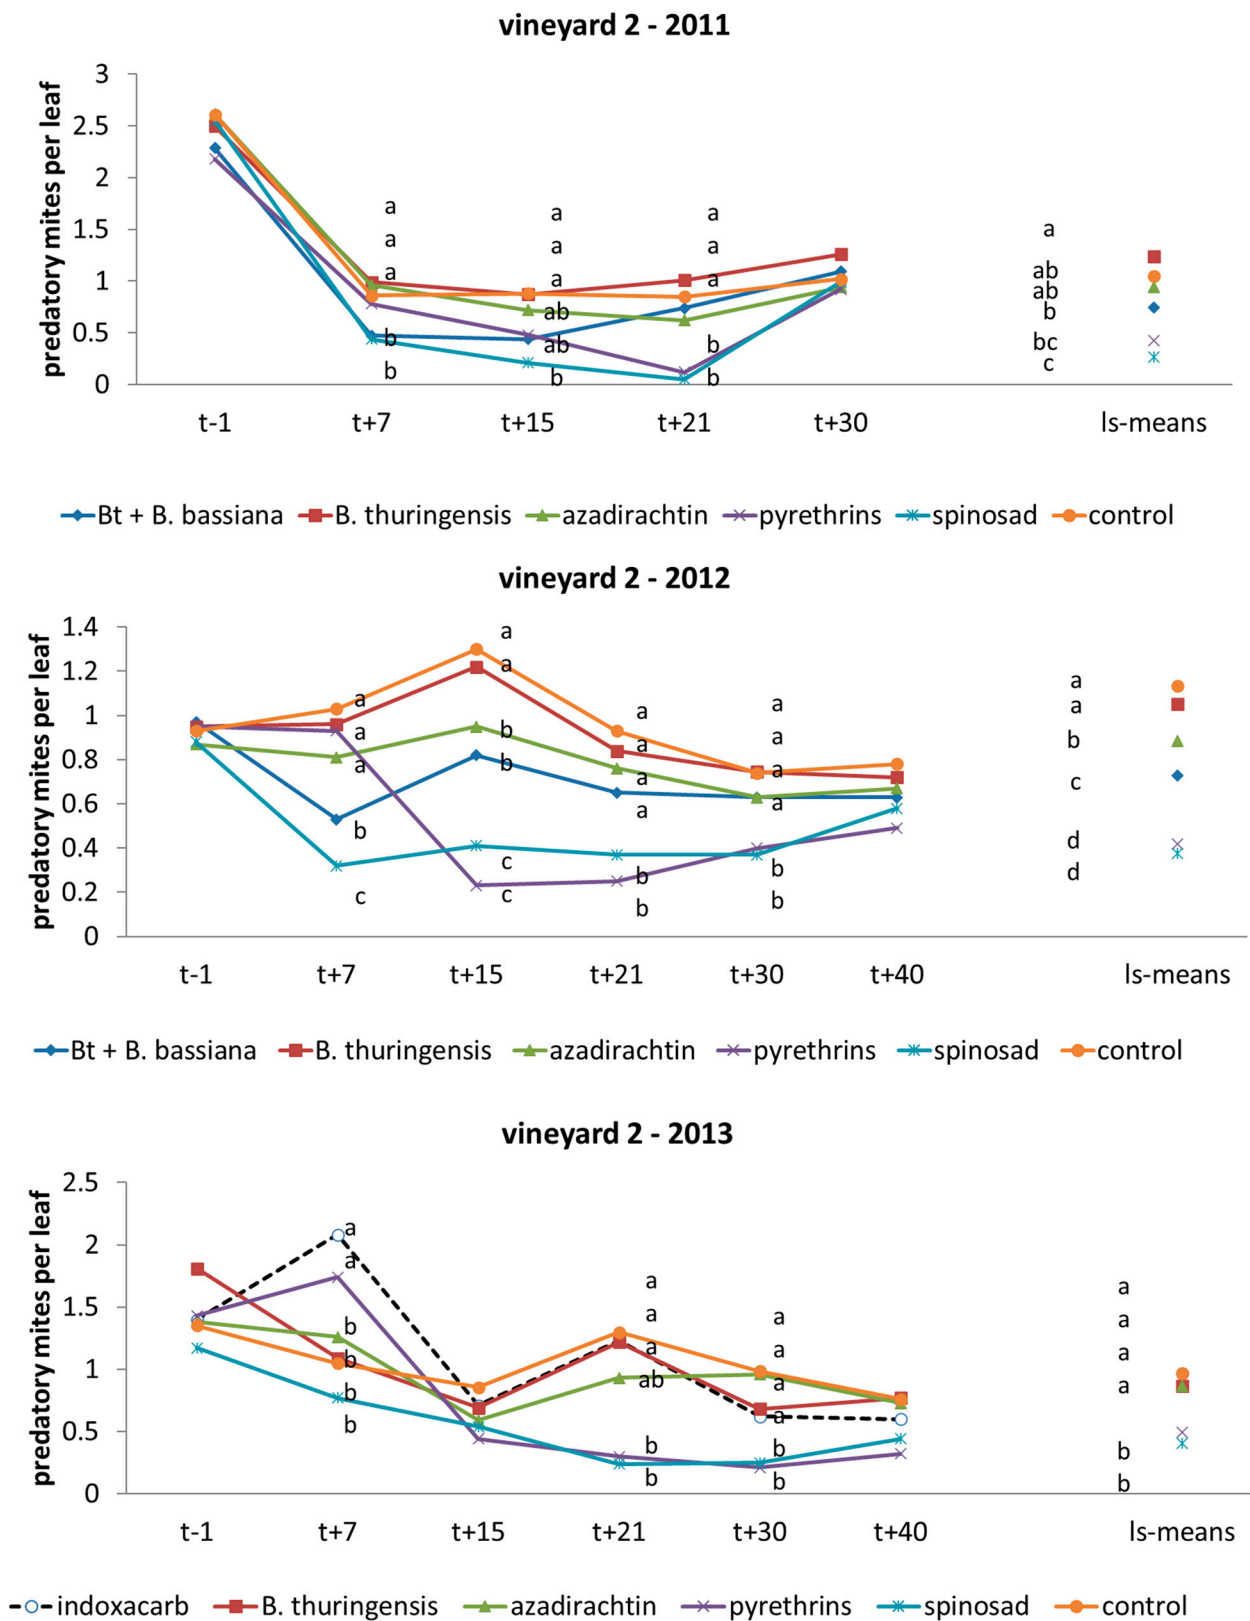 vineyard 2 - 2011
predatory mites per leaf
3
2.5
2
1.5
1
0.5
0
a
a
a
b
b
a
a
a
ab
ab
b
a
a
a
b
b
a
ab
ab
b
bc
c
t-1 t+7 t+15 t+21 t+30 ls-means
Bt + B. bassiana B. thuringensis azadirachtin pyrethrins spinosad control
vineyard 2 - 2012
predatory mites per leaf
1.4
1.2
1
0.8
0.6
0.4
0.2
0
a
a
a
b
c
a
a
b
b
c
c
a
a
a
a
b
b
a
a
a
a
b
b
a
a
b
c
d
d
t-1 t+7 t+15 t+21 t+30 t+40 ls-means
Bt + B. bassiana B. thuringensis azadirachtin pyrethrins spinosad control
vineyard 2 - 2013
predatory mites per leaf
2.5
2
1.5
1
0.5
0
a
a
b
b
b
b
a
a
a
ab
b
b
a
a
a
a
b
b
a
a
a
a
b
b
t-1 t+7 t+15 t+21 t+30 t+40 ls-means
indoxacarb B. thuringensis azadirachtin pyrethrins spinosad control